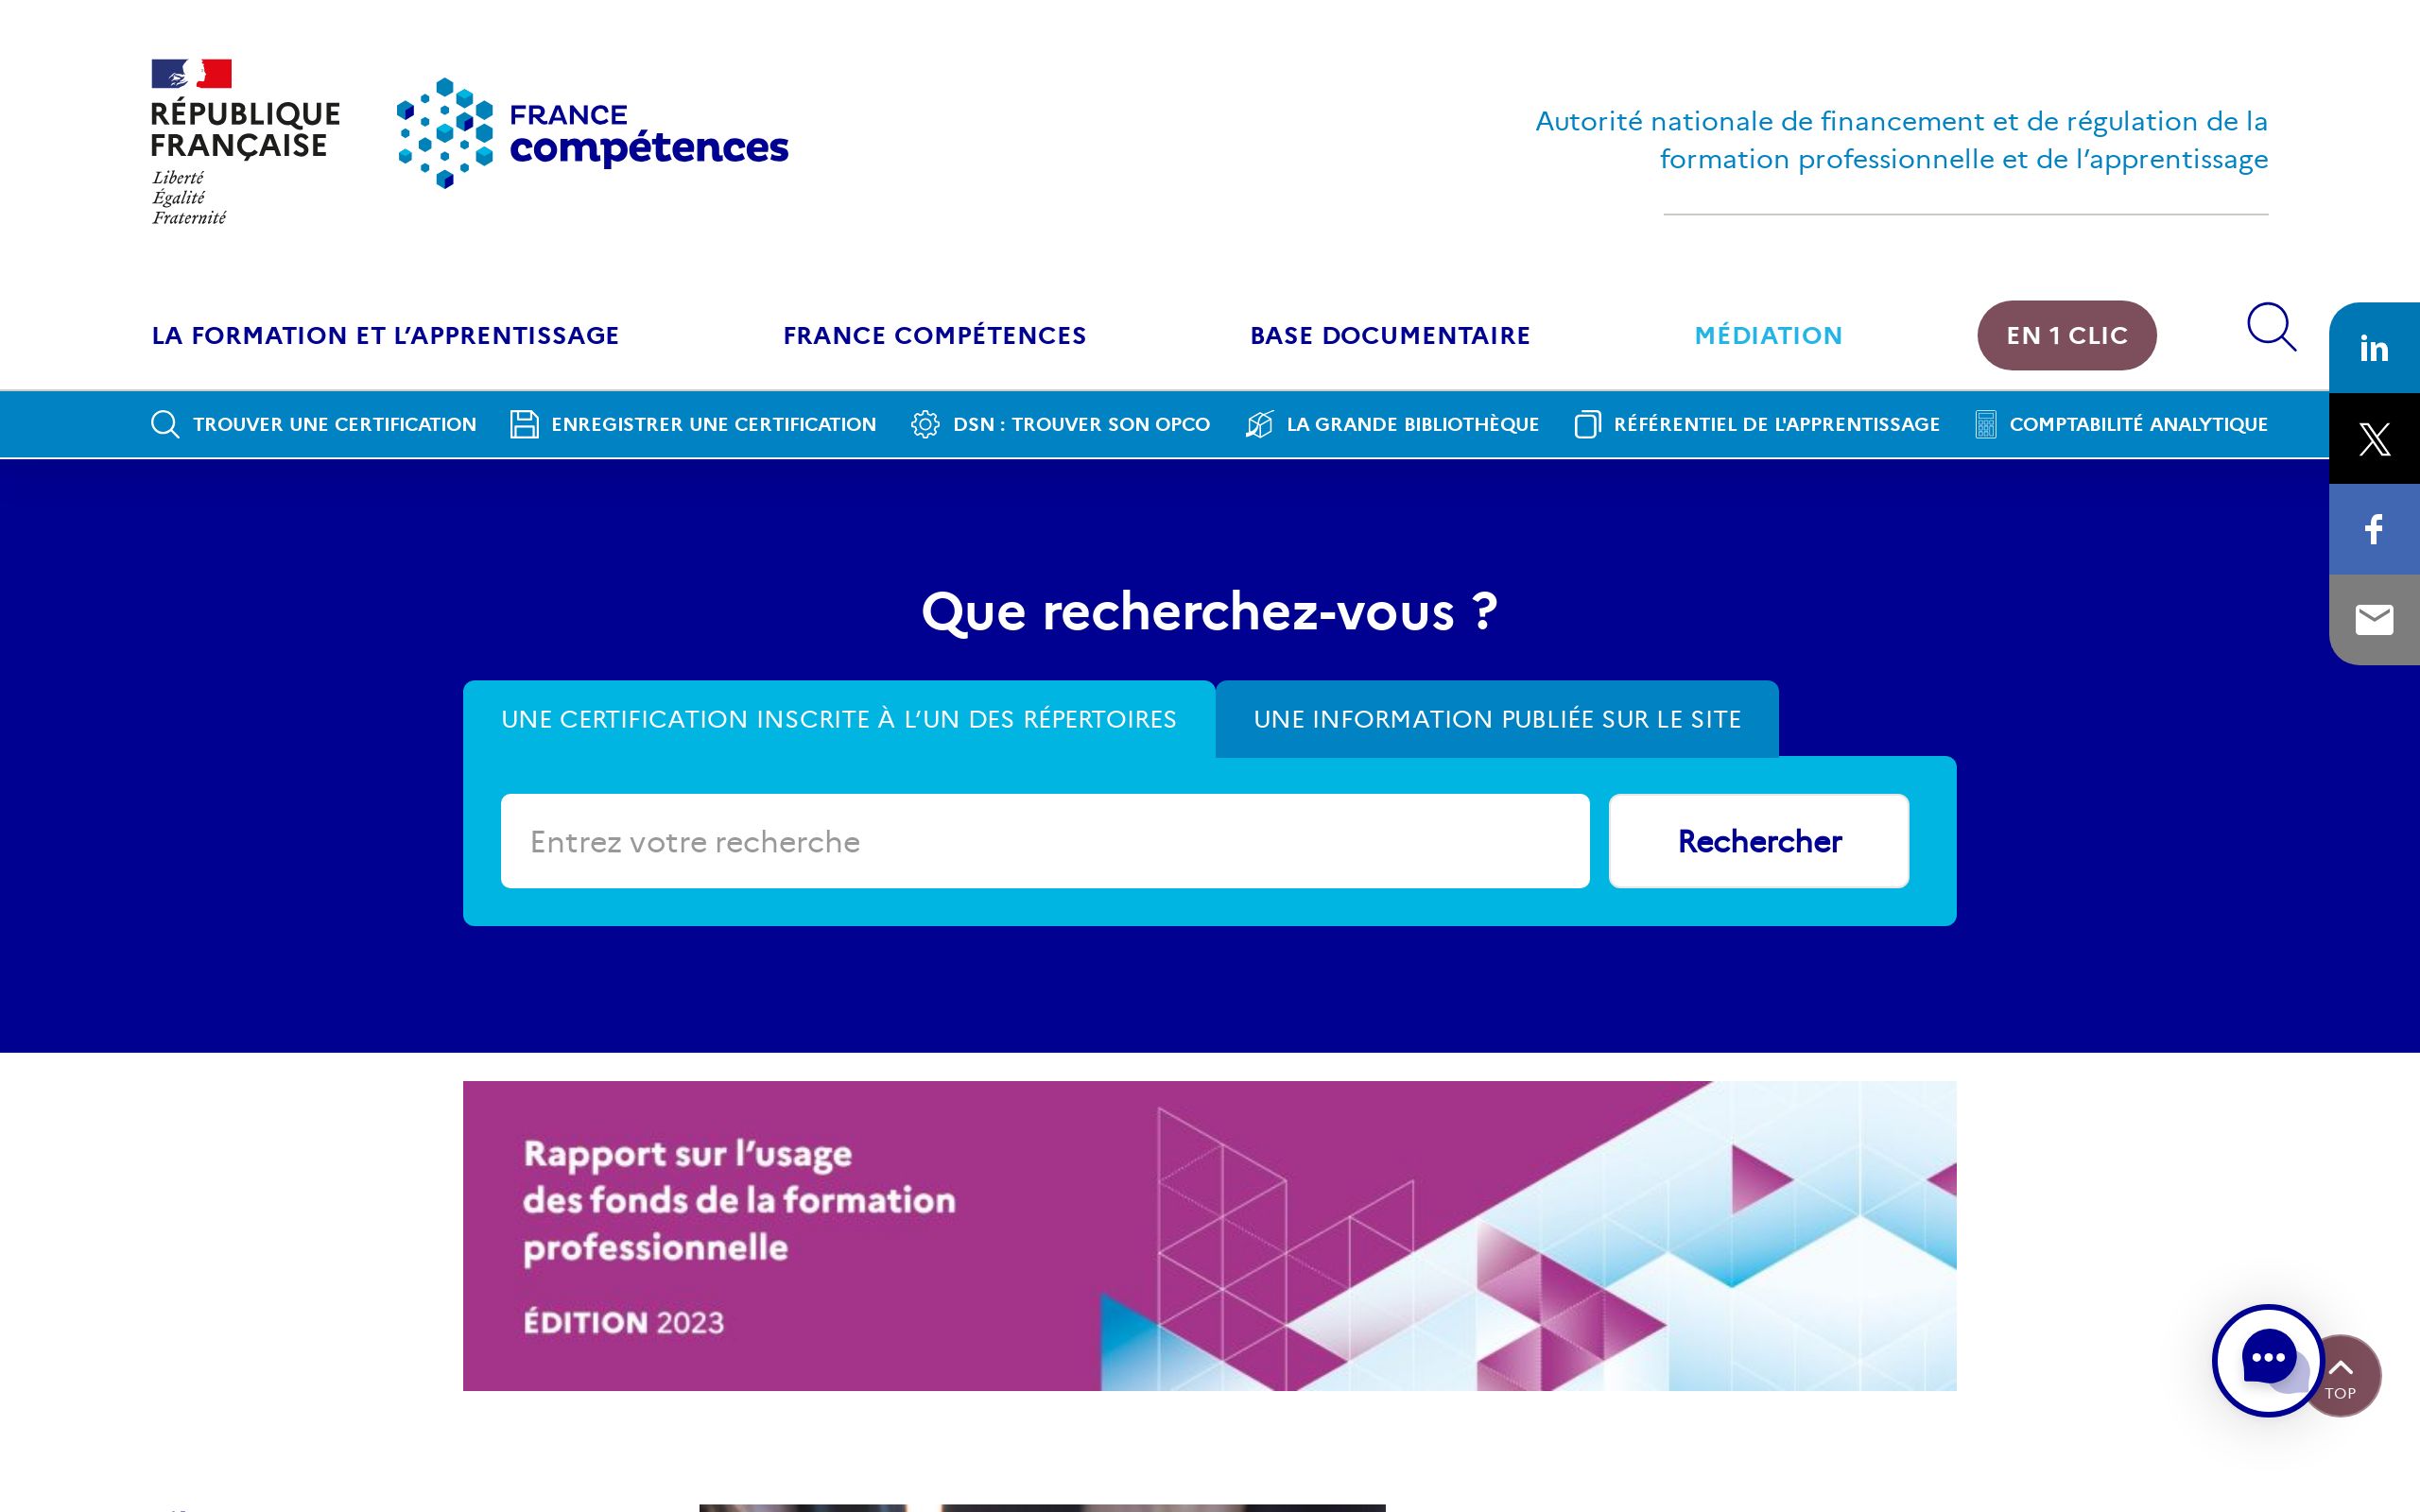 RÉPUBLIQUE
FRANÇAISE
Liberté
Égalité
Fraternité
FRANCE
compétences
Autorité nationale de financement et de régulation de la
formation professionnelle et de l’apprentissage
LA FORMATION ET L’APPRENTISSAGE
FRANCE COMPÉTENCES
BASE DOCUMENTAIRE
MÉDIATION
EN 1 CLIC
TROUVER UNE CERTIFICATION
ENREGISTRER UNE CERTIFICATION
DSN : TROUVER SON OPCO
LA GRANDE BIBLIOTHÈQUE
RÉFÉRENTIEL DE L'APPRENTISSAGE
COMPTABILITÉ ANALYTIQUE
Que recherchez-vous ?
UNE CERTIFICATION INSCRITE À L’UN DES RÉPERTOIRES
UNE INFORMATION PUBLIÉE SUR LE SITE
Entrez votre recherche
Rechercher
Rapport sur l’usage
des fonds de la formation
professionnelle
ÉDITION 2023
TOP